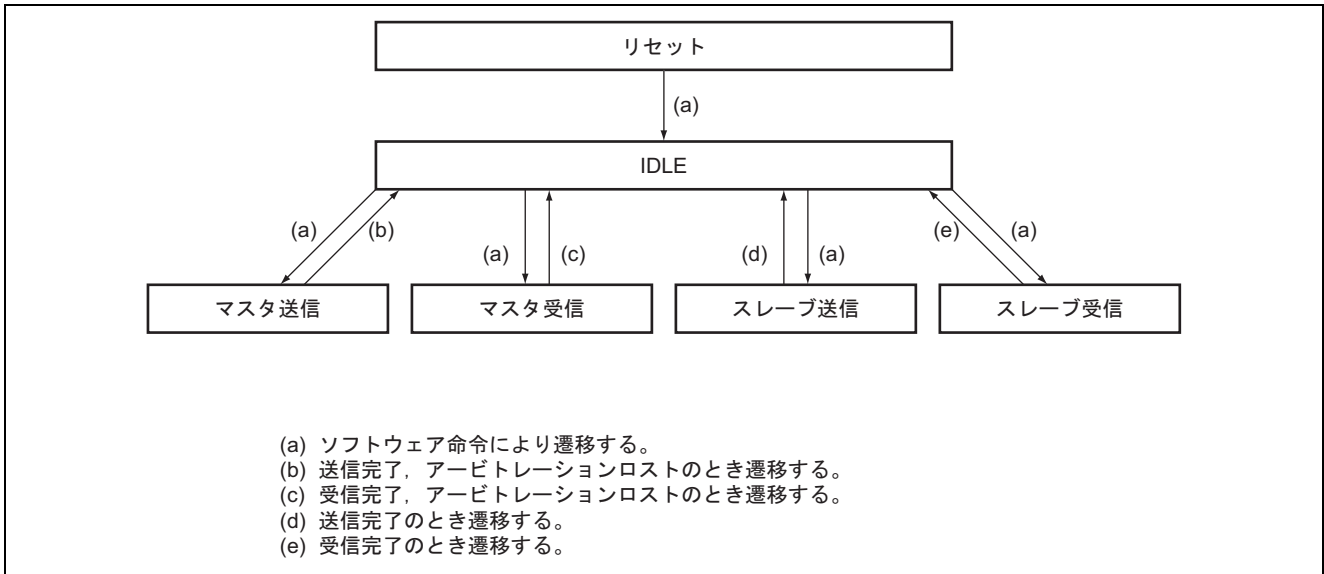 リセット
(a)
IDLE
(a)
(b)
(a)
(c)
(d)
(a)
(e)
(a)
マスタ送信
マスタ受信
スレーブ送信
スレーブ受信
(a) ソフトウェア命令により遷移する。
(b) 送信完了，アービトレーションロストのとき遷移する。
(c) 受信完了，アービトレーションロストのとき遷移する。
(d) 送信完了のとき遷移する。
(e) 受信完了のとき遷移する。